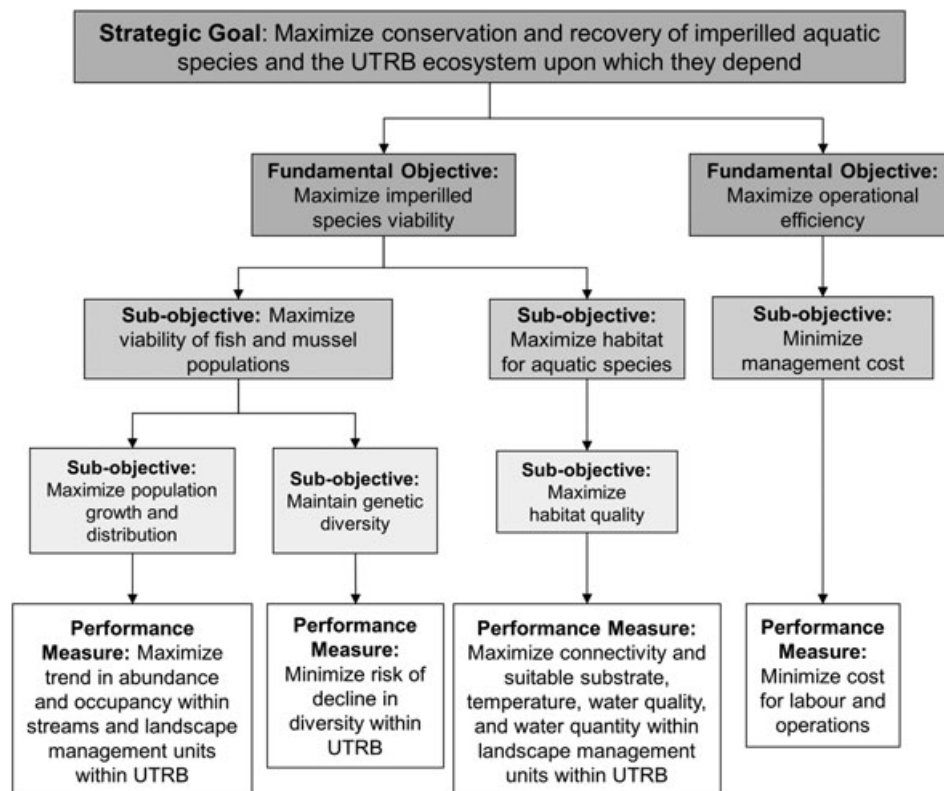 Strategic Goal: Maximize conservation and recovery of imperilled aquatic
species and the UTRB ecosystem upon which they depend
Fundamental Objective:
Maximize imperilled
species viability
Fundamental Objective:
Maximize operational
efficiency
Sub-objective: Maximize
viability of fish and mussel
populations
Sub-objective:
Maximize habitat
for aquatic species
Sub-objective:
Minimize
management cost
Sub-objective:
Maximize population
growth and
distribution
Sub-objective:
Maintain genetic
diversity
Sub-objective:
Maximize
habitat quality
Performance
Measure: Maximize
trend in abundance
and occupancy within
streams and landscape
management units
within UTRB
Performance
Measure:
Minimize risk of
decline in
diversity within
UTRB
Performance Measure:
Maximize connectivity and
suitable substrate,
temperature, water quality,
and water quantity within
landscape management
units within UTRB
Performance
Measure:
Minimize cost
for labour and
operations